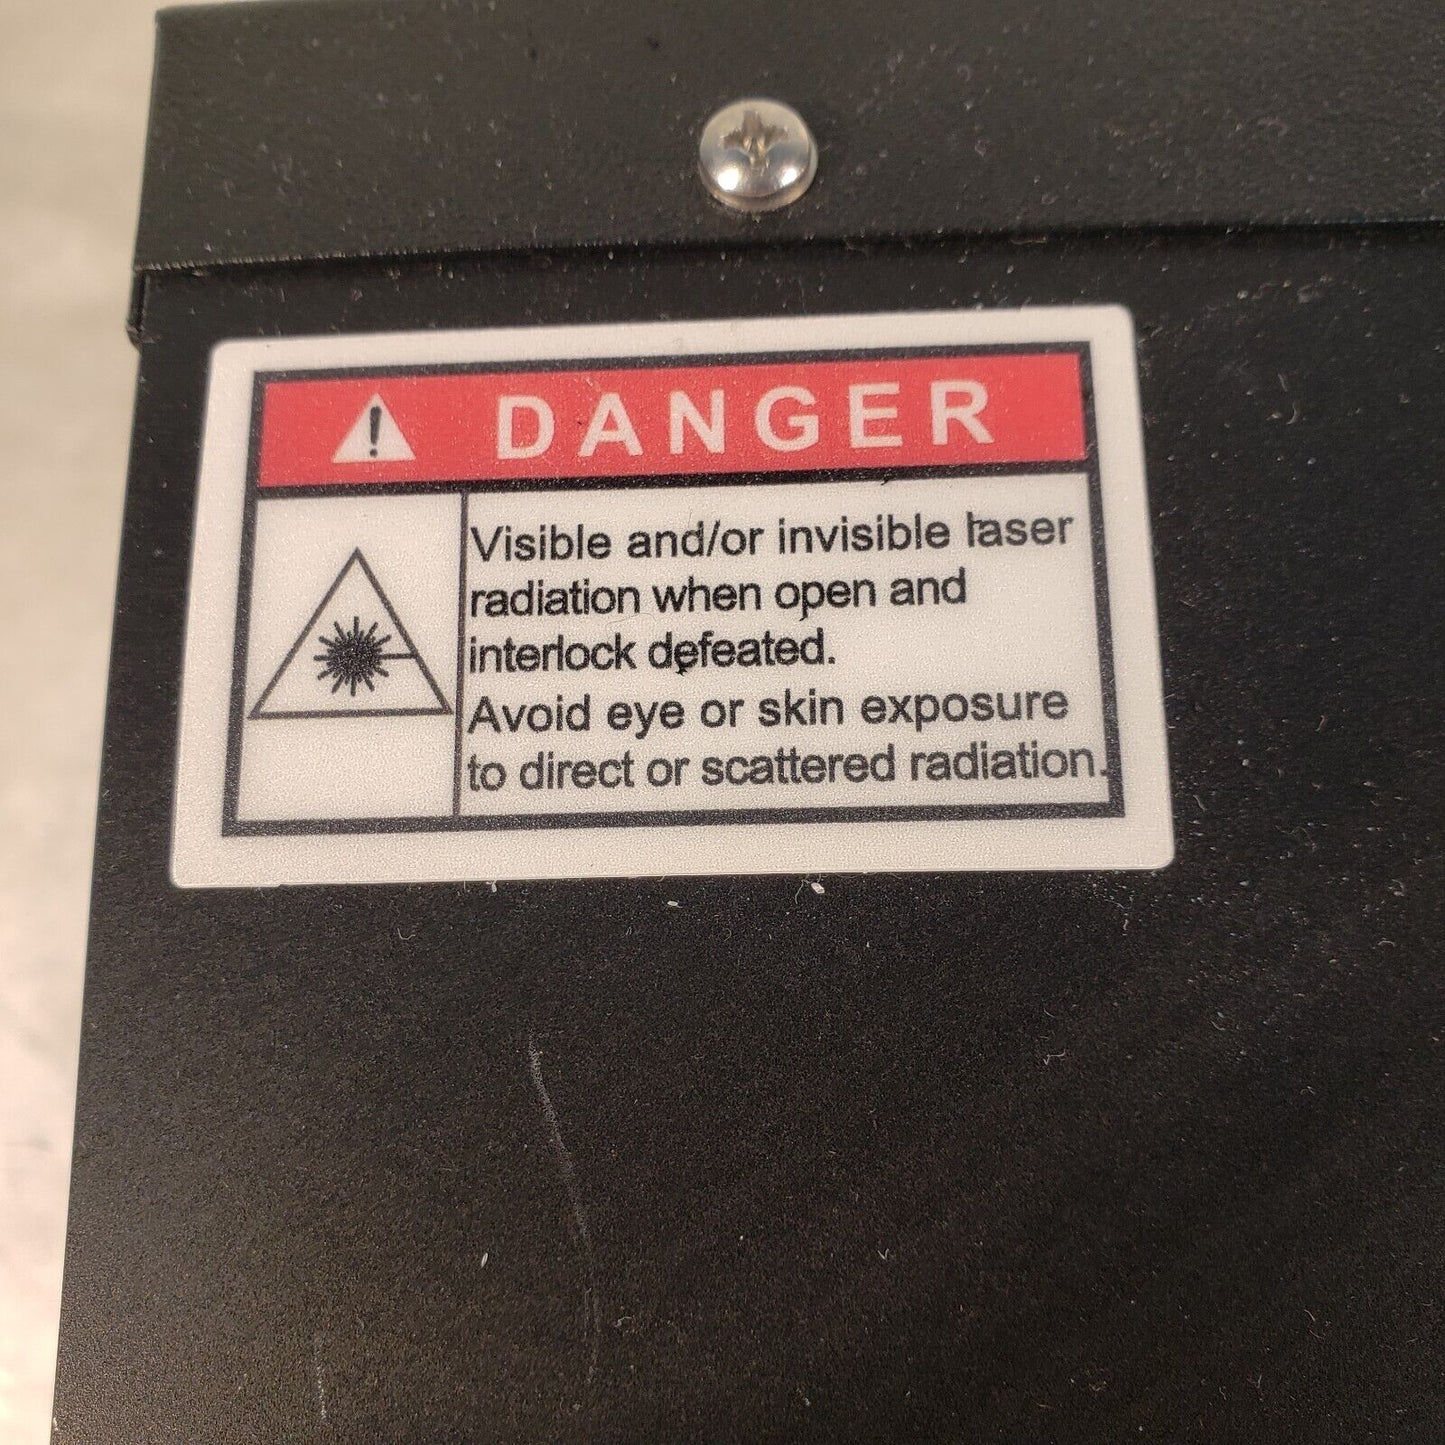 DANGER
Visible and/or invisible laser
radiation when open and
interlock defeated.
Avoid eye or skin exposure
to direct or scattered radiation.